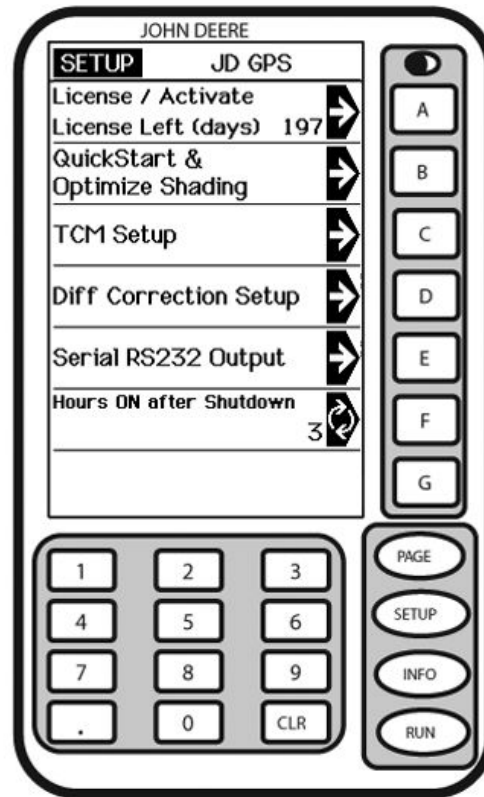 JOHN DEERE
SETUP JD GPS
License / Activate
License Left (days) 197
QuickStart &
Optimize Shading
TCM Setup
Diff Correction Setup
Serial RS232 Output
Hours ON after Shutdown
3
A
B
C
D
E
F
G
1 2 3
4 5 6
7 8 9
. 0 CLR
PAGE
SETUP
INFO
RUN